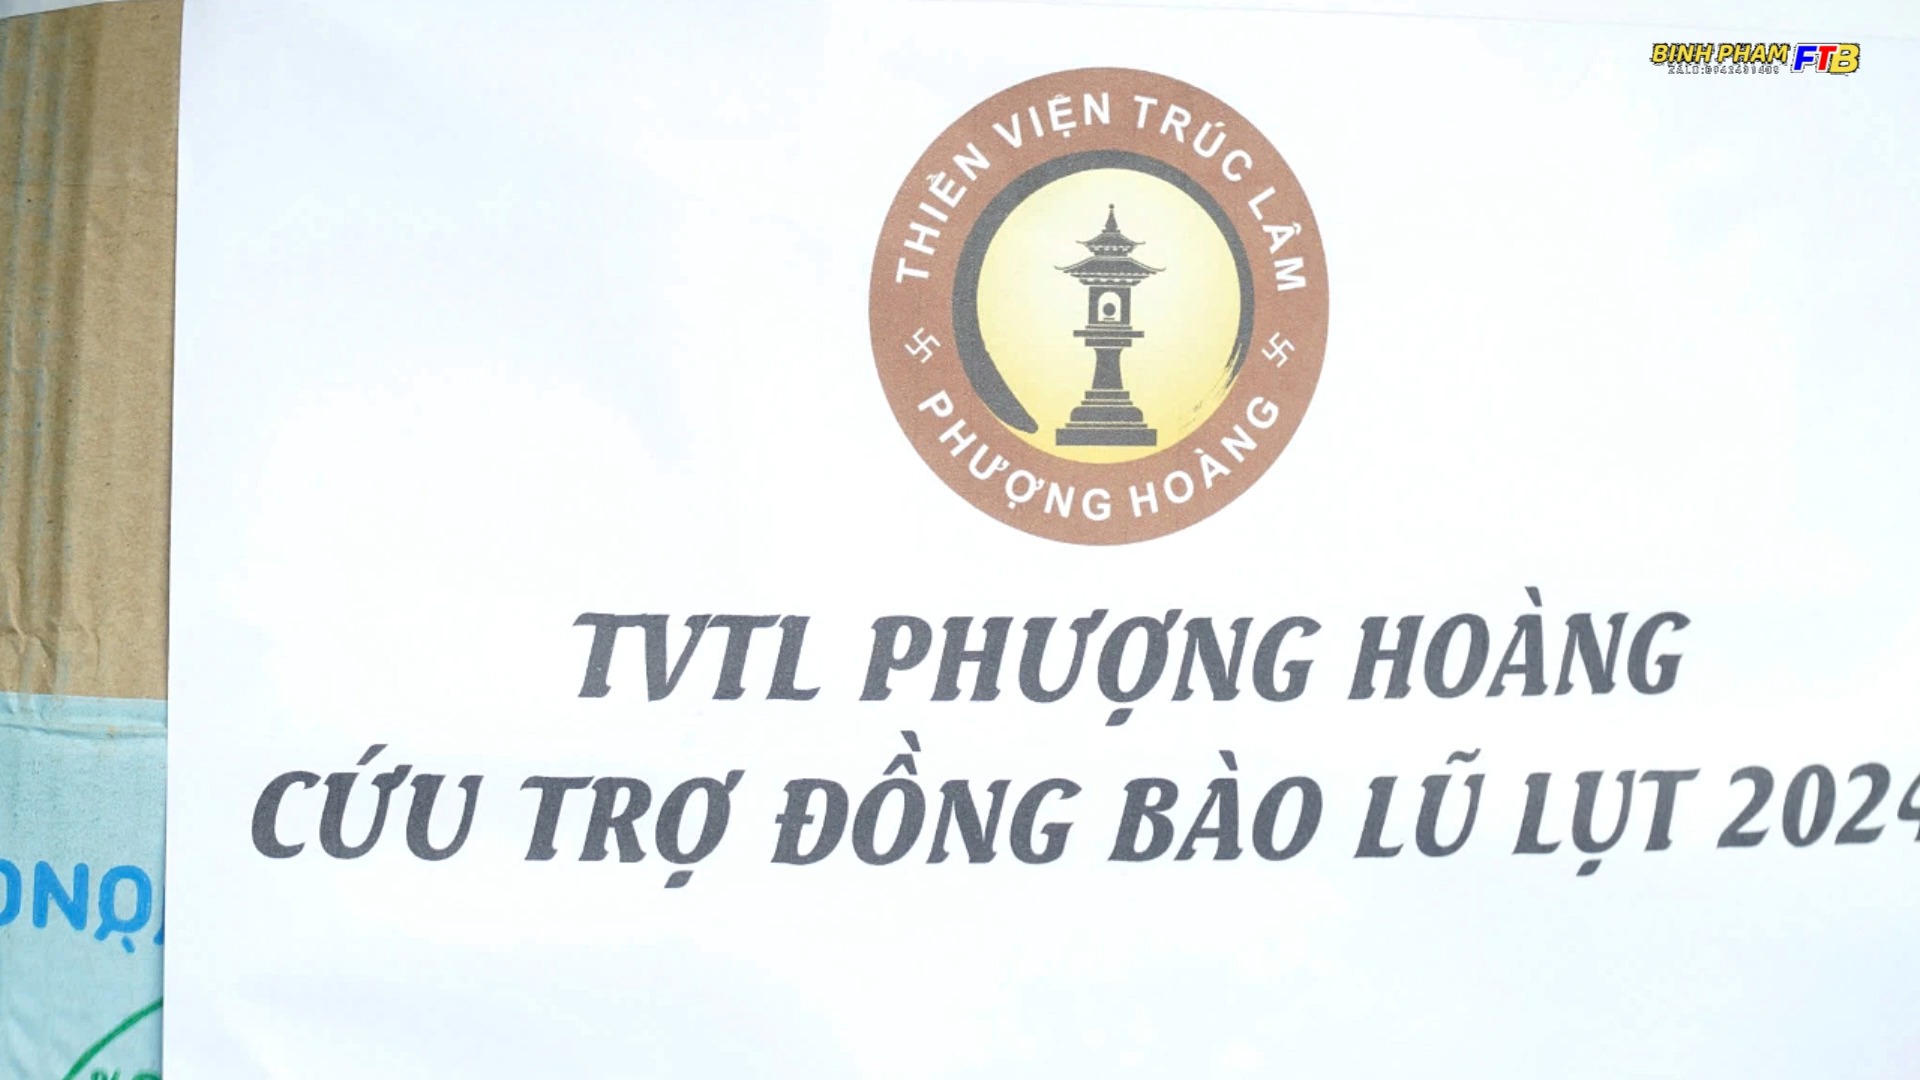 BINH PHAM FTB
THIỀN VIỆN TRÚC LÂM
PHƯỢNG HOÀNG
TVTL PHƯỢNG HOÀNG
CỨU TRỢ ĐỒNG BÀO LŨ LỤT 2024